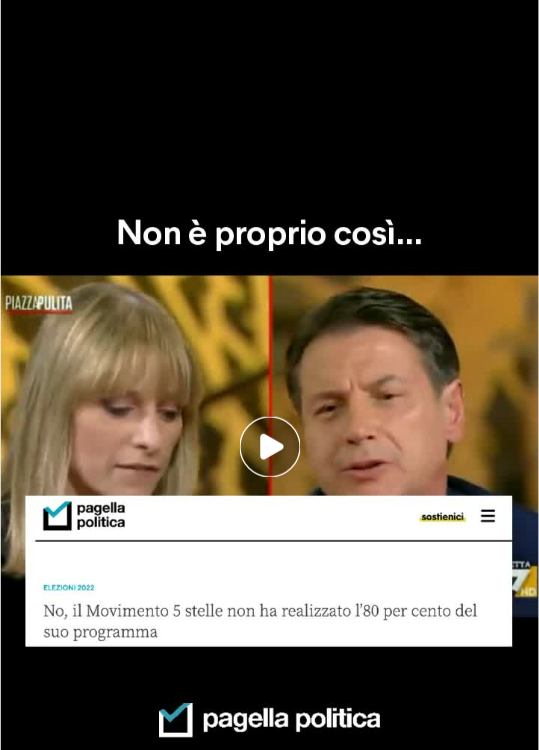 Non è proprio così...
PIAZZAPULITA
pagella
politica
sostienici
ELEZIONI 2022
No, il Movimento 5 stelle non ha realizzato l'80 per cento del
suo programma
pagella politica